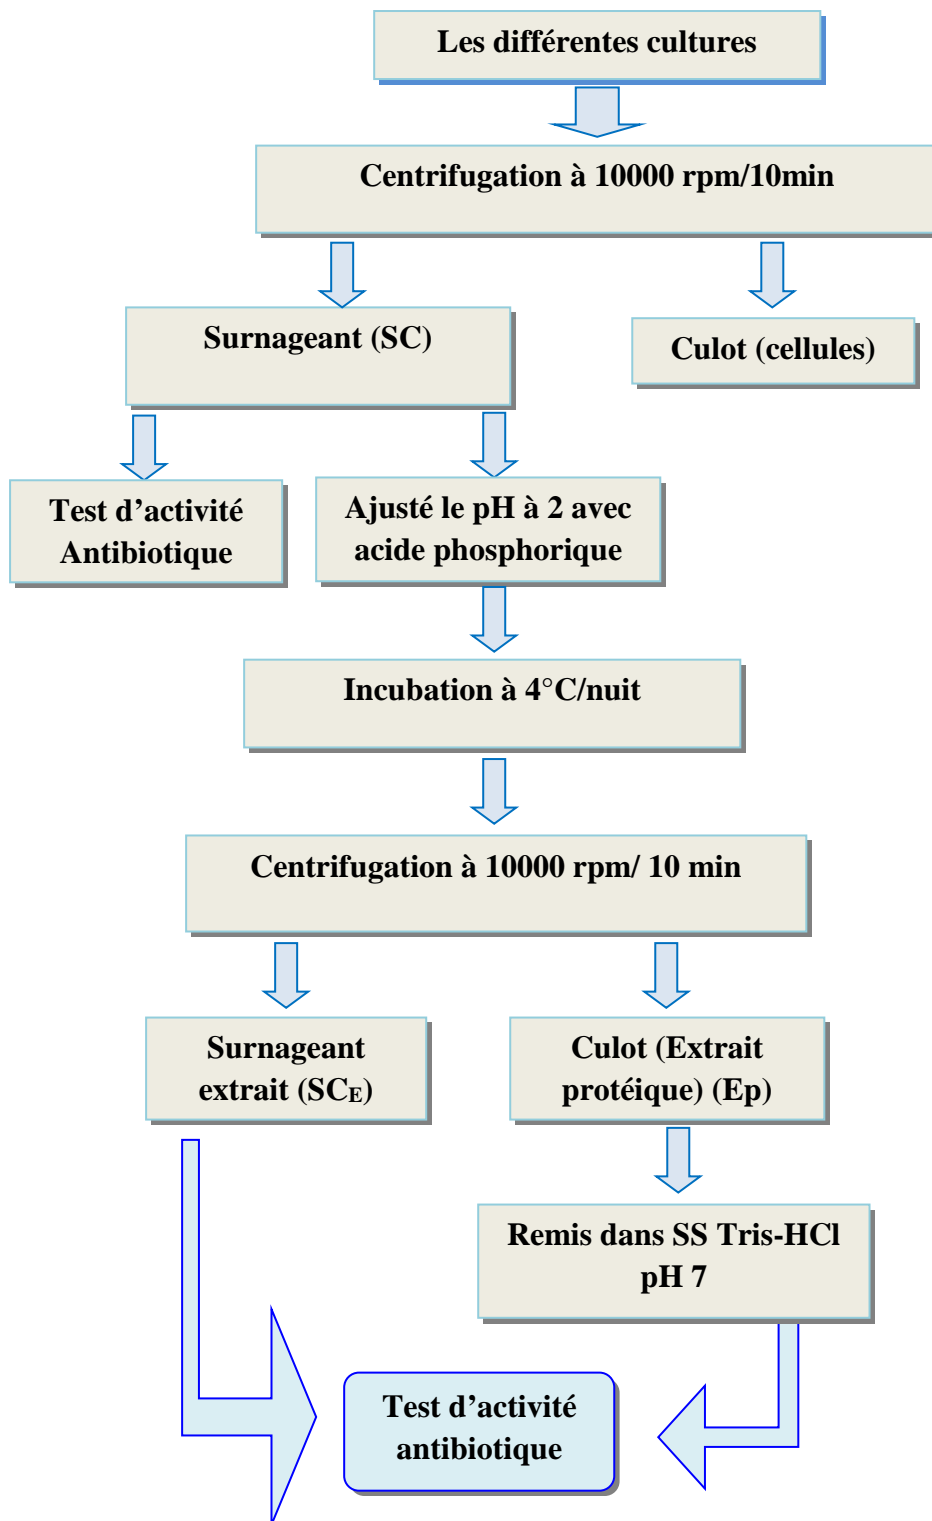 Les différentes cultures
Centrifugation à 10000 rpm/10min
Surnageant (SC)
Culot (cellules)
Test d’activité
Antibiotique
Ajusté le pH à 2 avec
acide phosphorique
Incubation à 4°C/nuit
Centrifugation à 10000 rpm/ 10 min
Surnageant
extrait (SCE)
Culot (Extrait
protéique) (Ep)
Remis dans SS Tris-HCl
pH 7
Test d’activité
antibiotique